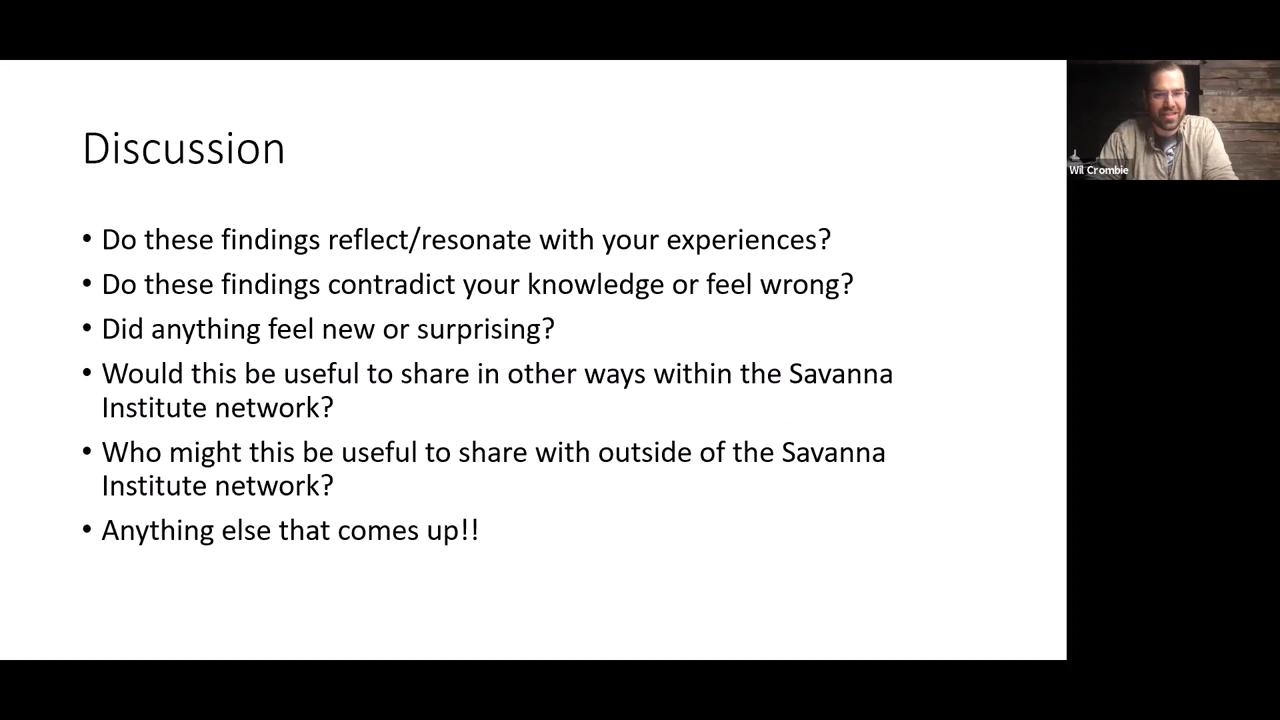 Discussion
• Do these findings reflect/resonate with your experiences?
• Do these findings contradict your knowledge or feel wrong?
• Did anything feel new or surprising?
• Would this be useful to share in other ways within the Savanna
Institute network?
• Who might this be useful to share with outside of the Savanna
Institute network?
• Anything else that comes up!!
Wil Crombie